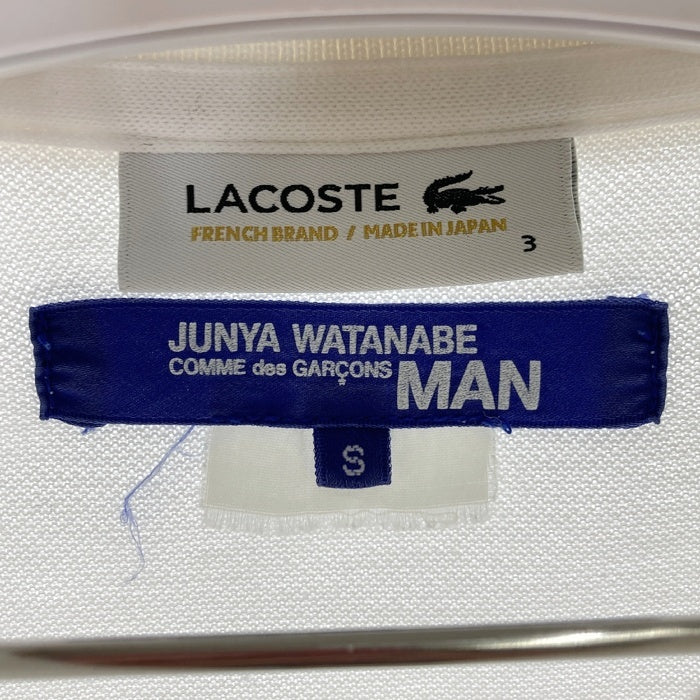 LACOSTE
FRENCH BRAND / MADE IN JAPAN
3
JUNYA WATANABE
COMME des GARÇONS MAN
S